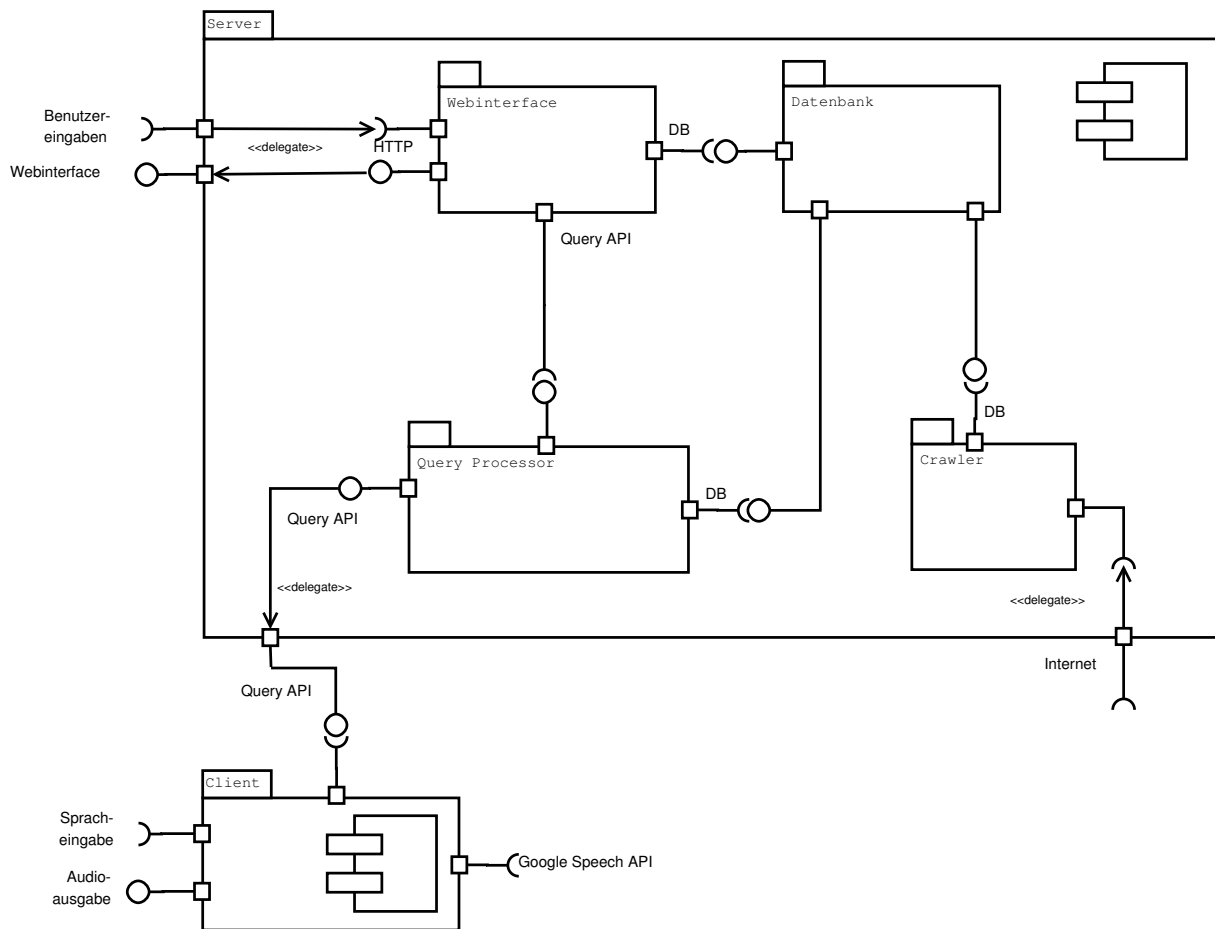 Server
Webinterface
Datenbank
Benutzer-
eingaben
<<delegate>>
HTTP
DB
Webinterface
Query API
DB
Query Processor
Crawler
DB
Query API
<<delegate>>
<<delegate>>
Internet
Query API
Client
Sprach-
eingabe
Google Speech API
Audio-
ausgabe